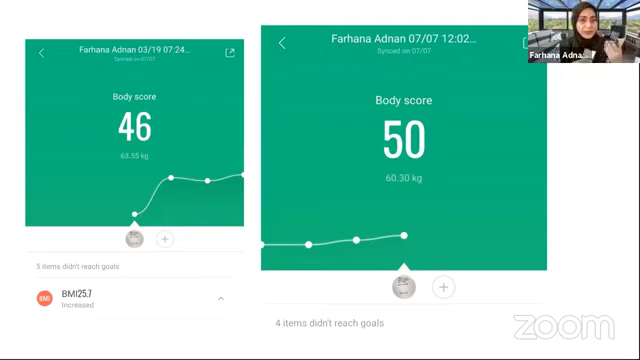 Farhana Adnan 03/19 07:24...
Synced on 07/07
Body score
46
63.55 kg
5 items didn't reach goals
BMI
BMI25.7
Increased
Farhana Adnan 07/07 12:02...
Synced on 07/07
Body score
50
60.30 kg
4 items didn't reach goals
Farhana Adna
zoom